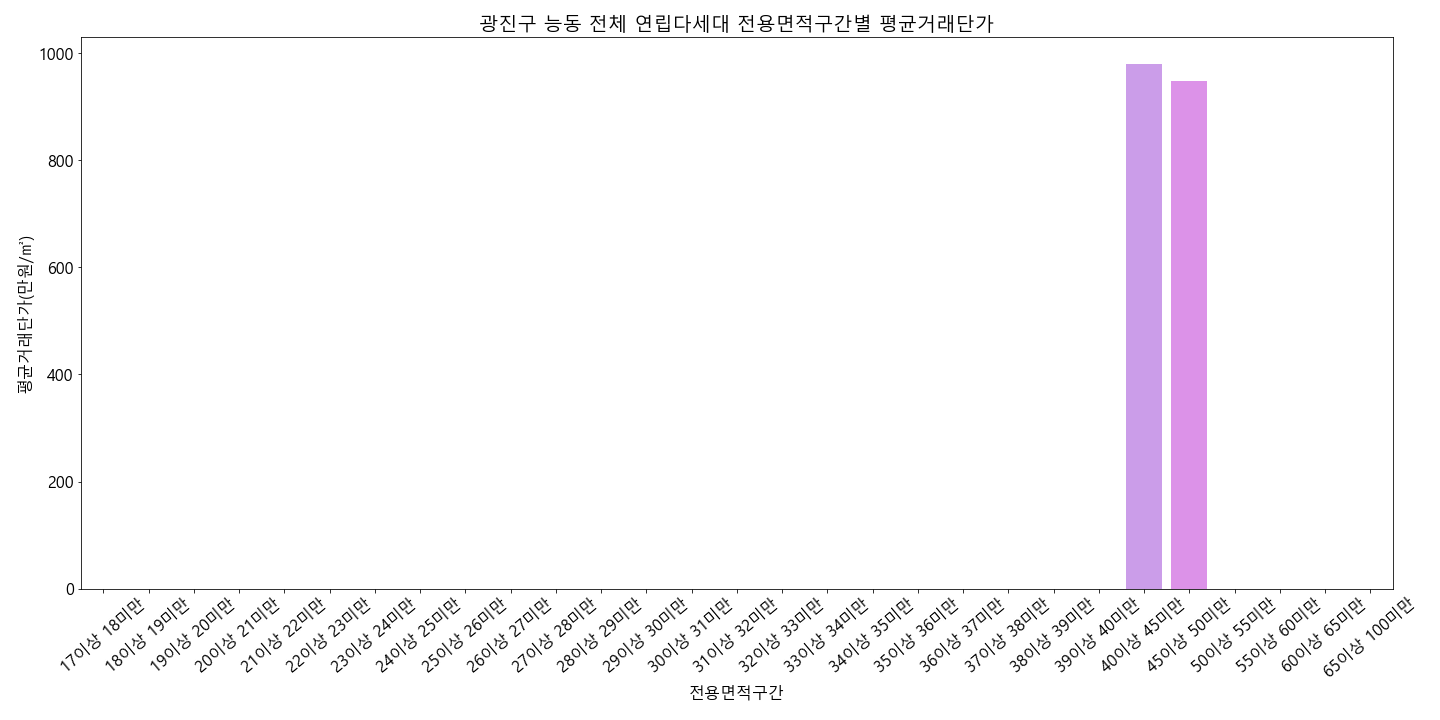 광진구 능동 전체 연립다세대 전용면적구간별 평균거래단가
평균거래단가(만원/㎡)
1000
800
600
400
200
0
17이상 18미만
18이상 19미만
19이상 20미만
20이상 21미만
21이상 22미만
22이상 23미만
23이상 24미만
24이상 25미만
25이상 26미만
26이상 27미만
27이상 28미만
28이상 29미만
29이상 30미만
30이상 31미만
31이상 32미만
32이상 33미만
33이상 34미만
34이상 35미만
35이상 36미만
36이상 37미만
37이상 38미만
38이상 39미만
39이상 40미만
40이상 45미만
45이상 50미만
50이상 55미만
55이상 60미만
60이상 65미만
65이상 100미만
전용면적구간